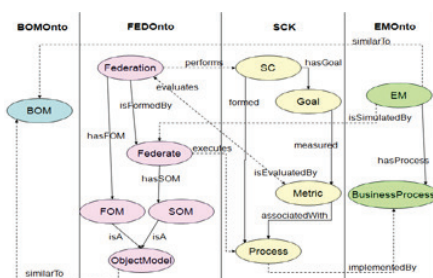 BOMOnto FEDOnto SCK EMOnto
similarTo
Federation performs SC hasGoal
evaluates EM
BOM isFormedBy formed Goal isSimulatedBy
hasFOM Federate executes measured hasProcess
hasSOM isEvaluatedBy
FOM SOM Metric BusinessProcess
isA isA associatedWith
ObjectModel Process
similarTo implementedBy